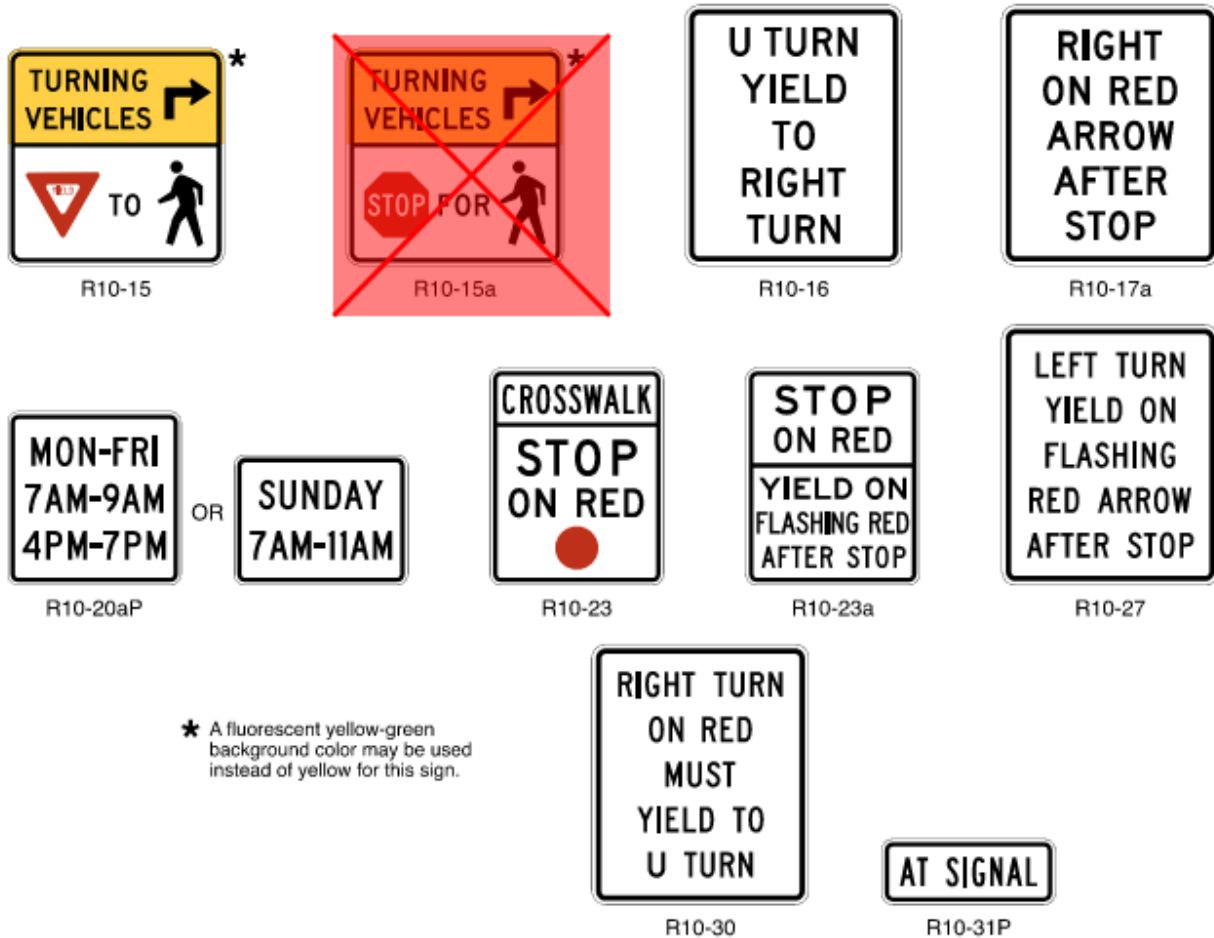 TURNING
VEHICLES
YIELD
TO
R10-15
*
TURNING
VEHICLES
STOP FOR
R10-15a
*
U TURN
YIELD
TO
RIGHT
TURN
R10-16
RIGHT
ON RED
ARROW
AFTER
STOP
R10-17a
MON-FRI
7AM-9AM
4PM-7PM
OR
SUNDAY
7AM-11AM
R10-20aP
CROSSWALK
STOP
ON RED
R10-23
STOP
ON RED
YIELD ON
FLASHING RED
AFTER STOP
R10-23a
LEFT TURN
YIELD ON
FLASHING
RED ARROW
AFTER STOP
R10-27
* A fluorescent yellow-green
background color may be used
instead of yellow for this sign.
RIGHT TURN
ON RED
MUST
YIELD TO
U TURN
R10-30
AT SIGNAL
R10-31P